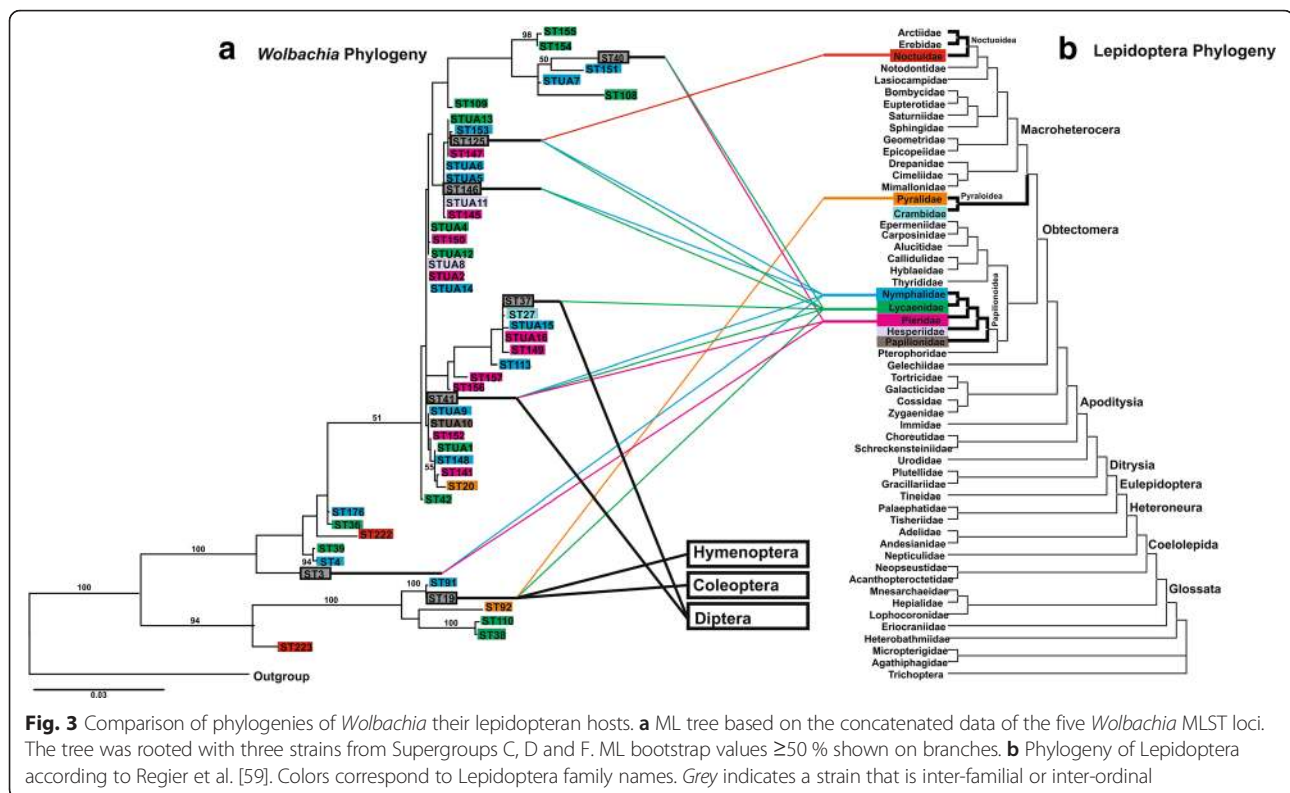 a Wolbachia Phylogeny
b Lepidoptera Phylogeny
98
ST155
ST154
50
ST40
ST151
STUA7
ST108
ST109
STUA13
ST153
ST125
ST147
STUA6
STUA5
ST146
STUA11
ST145
STUA4
ST150
STUA12
STUA8
STUA2
STUA14
ST37
ST27
STUA15
STUA16
ST149
ST113
ST157
ST156
ST41
STUA9
STUA10
ST152
STUA1
ST148
55
ST141
ST20
ST42
51
ST176
ST36
ST222
100
ST39
94
ST4
ST3
100
100
ST91
ST19
100
ST92
ST110
100
ST38
94
ST223
Outgroup
0.03
Hymenoptera
Coleoptera
Diptera
Arctiidae
Erebidae
Noctuidae
Noctuoidea
Notodontidae
Lasiocampidae
Bombycidae
Eupterotidae
Saturniidae
Sphingidae
Macroheterocera
Geometridae
Epicopeiidae
Drepanidae
Cimeliidae
Mimallonidae
Pyralidae
Pyraloidea
Crambidae
Epermeniidae
Carposinidae
Obtectomera
Alucitidae
Callidulidae
Hyblaeidae
Thyrididae
Nymphalidae
Lycaenidae
Pieridae
Hesperiidae
Papilionidae
Papilionoidea
Pterophoridae
Gelechiidae
Tortricidae
Galacticidae
Cossidae
Apoditysia
Zygaenidae
Immidae
Choreutidae
Schreckensteiniidae
Urodidae
Plutellidae
Ditrysia
Gracillariidae
Eulepidoptera
Tineidae
Palaephatidae
Heteroneura
Tisheriidae
Adelidae
Andesianidae
Coelolepida
Nepticulidae
Neopseustidae
Acanthopteroctetidae
Glossata
Mnesarchaeidae
Hepialidae
Lophocoronidae
Eriocraniidae
Heterobathmiidae
Micropterigidae
Agathiphagidae
Trichoptera
Fig. 3 Comparison of phylogenies of Wolbachia their lepidopteran hosts. a ML tree based on the concatenated data of the five Wolbachia MLST loci.
The tree was rooted with three strains from Supergroups C, D and F. ML bootstrap values ≥50 % shown on branches. b Phylogeny of Lepidoptera
according to Regier et al. [59]. Colors correspond to Lepidoptera family names. Grey indicates a strain that is inter-familial or inter-ordinal